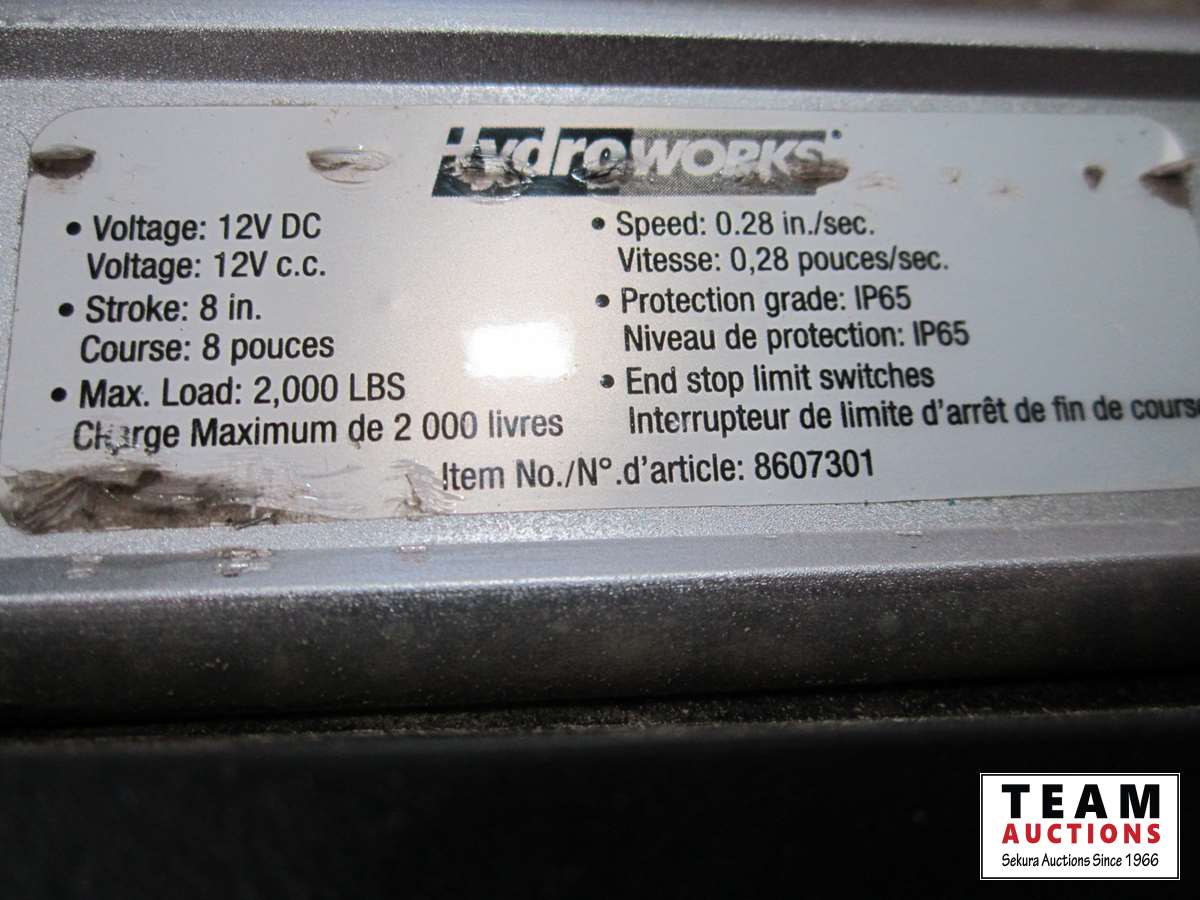 HydroWORKS
• Voltage: 12V DC
Voltage: 12V c.c.
• Stroke: 8 in.
Course: 8 pouces
• Max. Load: 2,000 LBS
Charge Maximum de 2 000 livres
• Speed: 0.28 in./sec.
Vitesse: 0,28 pouces/sec.
• Protection grade: IP65
Niveau de protection: IP65
• End stop limit switches
Interrupteur de limite d'arrêt de fin de cours
Item No./N°.d'article: 8607301
TEAM
AUCTIONS
Sekura Auctions Since 1966